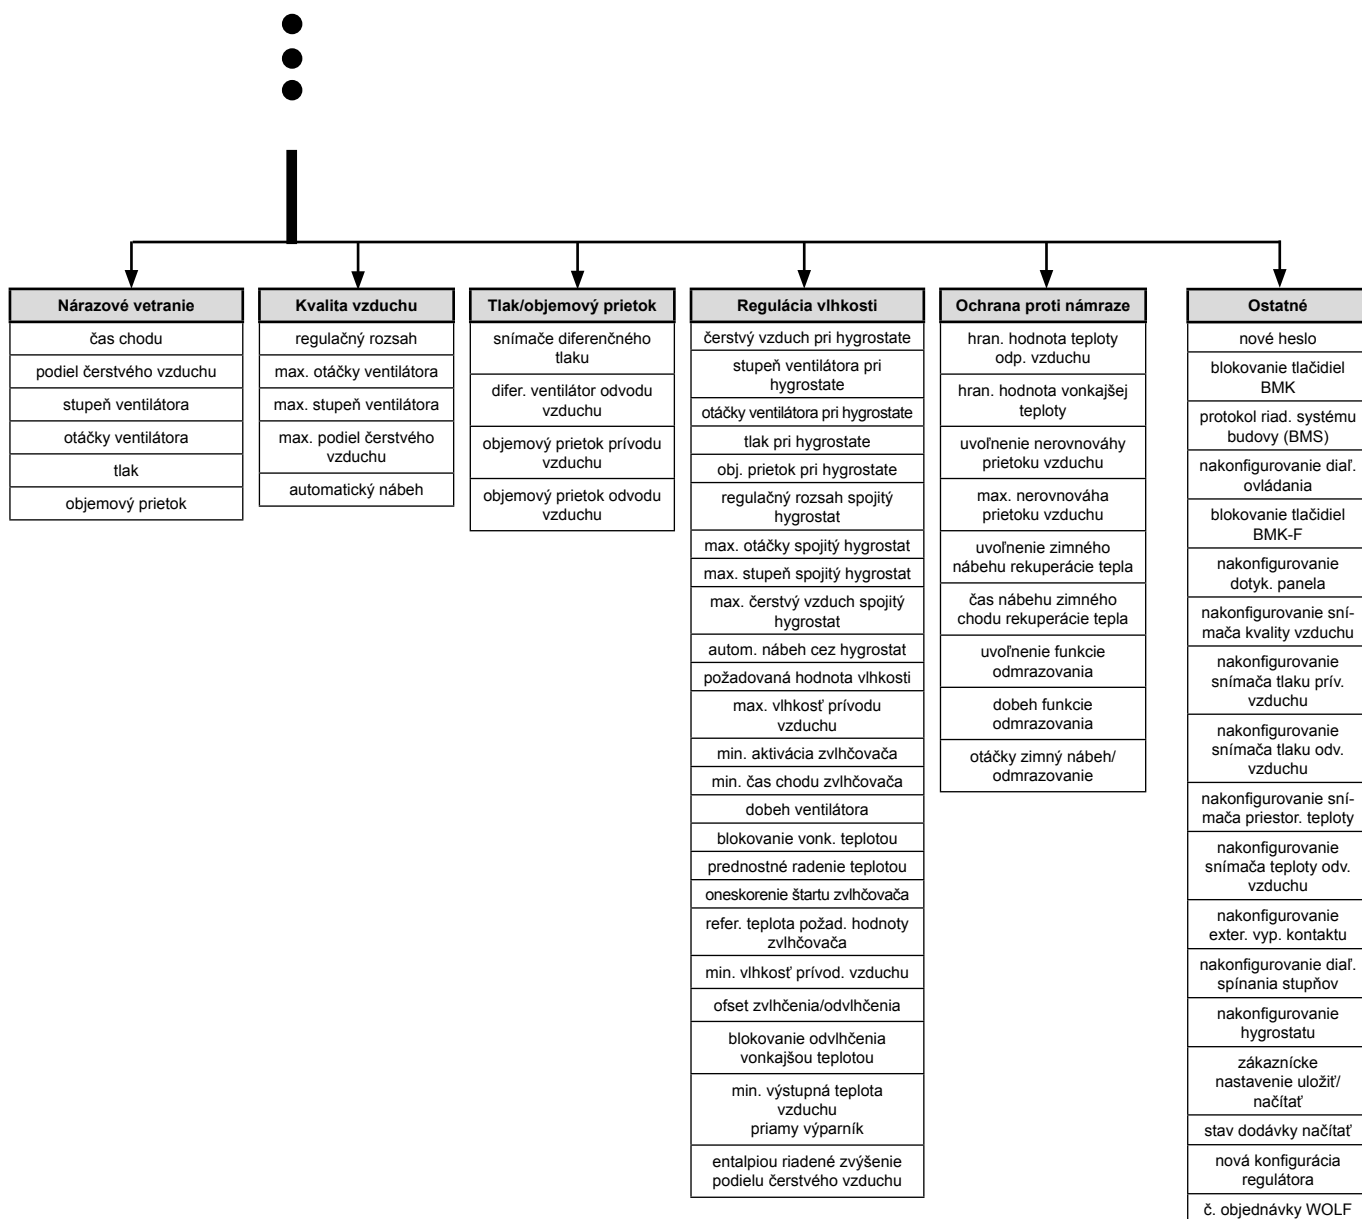 Nárazové vetranie
čas chodu
podiel čerstvého vzduchu
stupeň ventilátora
otáčky ventilátora
tlak
objemový prietok
Kvalita vzduchu
regulačný rozsah
max. otáčky ventilátora
max. stupeň ventilátora
max. podiel čerstvého
vzduchu
automatický nábeh
Tlak/objemový prietok
snímače diferenčného
tlaku
difer. ventilátor odvodu
vzduchu
objemový prietok prívodu
vzduchu
objemový prietok odvodu
vzduchu
Regulácia vlhkosti
čerstvý vzduch pri hygrostate
stupeň ventilátora pri
hygrostate
otáčky ventilátora pri hygrostate
tlak pri hygrostate
obj. prietok pri hygrostate
regulačný rozsah spojitý
hygrostat
max. otáčky spojitý hygrostat
max. stupeň spojitý hygrostat
max. čerstvý vzduch spojitý
hygrostat
autom. nábeh cez hygrostat
požadovaná hodnota vlhkosti
max. vlhkosť prívodu
vzduchu
min. aktivácia zvlhčovača
min. čas chodu zvlhčovača
dobeh ventilátora
blokovanie vonk. teplotou
prednostné radenie teplotou
oneskorenie štartu zvlhčovača
refer. teplota požad. hodnoty
zvlhčovača
min. vlhkosť prívod. vzduchu
ofset zvlhčenia/odvlhčenia
blokovanie odvlhčenia
vonkajšou teplotou
min. výstupná teplota
vzduchu
priamy výparník
entalpiou riadené zvýšenie
podielu čerstvého vzduchu
Ochrana proti námraze
hran. hodnota teploty
odp. vzduchu
hran. hodnota vonkajšej
teploty
uvoľnenie nerovnováhy
prietoku vzduchu
max. nerovnováha
prietoku vzduchu
uvoľnenie zimného
nábehu rekuperácie tepla
čas nábehu zimného
chodu rekuperácie tepla
uvoľnenie funkcie
odmrazovania
dobeh funkcie
odmrazovania
otáčky zimný nábeh/
odmrazovanie
Ostatné
nové heslo
blokovanie tlačidiel
BMK
protokol riad. systému
budovy (BMS)
nakonfigurovanie diaľ.
ovládania
blokovanie tlačidiel
BMK-F
nakonfigurovanie
dotyk. panela
nakonfigurovanie sní-
mača kvality vzduchu
nakonfigurovanie
snímača tlaku prív.
vzduchu
nakonfigurovanie
snímača tlaku odv.
vzduchu
nakonfigurovanie sní-
mača priestor. teploty
nakonfigurovanie
snímača teploty odv.
vzduchu
nakonfigurovanie
exter. vyp. kontaktu
nakonfigurovanie diaľ.
spínania stupňov
nakonfigurovanie
hygrostatu
zákaznícke
nastavenie uložiť/
načítať
stav dodávky načítať
nová konfigurácia
regulátora
č. objednávky WOLF